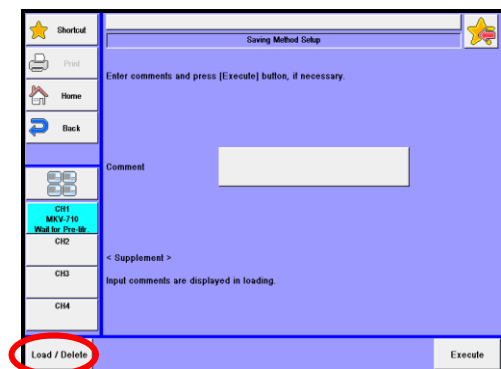 Shortcut
Saving Method Setup
Print
Enter comments and press [Execute] button, if necessary.
Home
Back
Comment
CH1
MKV-710
Wait for Pre-titr.
CH2
< Supplement >
CH3
Input comments are displayed in loading.
CH4
Load / Delete
Execute